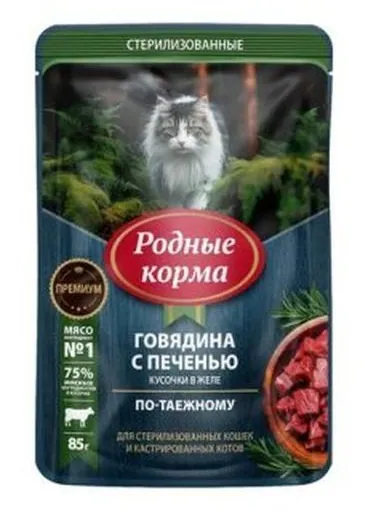 СТЕРИЛИЗОВАННЫЕ
Родные
корма
ПРЕМИУМ
МЯСО
ИНГРЕДИЕНТ
№1
75%
ГОВЯДИНА
С ПЕЧЕНЬЮ
КУСОЧКИ В ЖЕЛЕ
ПО-ТАЕЖНОМУ
85г
ДЛЯ СТЕРИЛИЗОВАННЫХ КОШЕК
И КАСТРИРОВАННЫХ КОТОВ